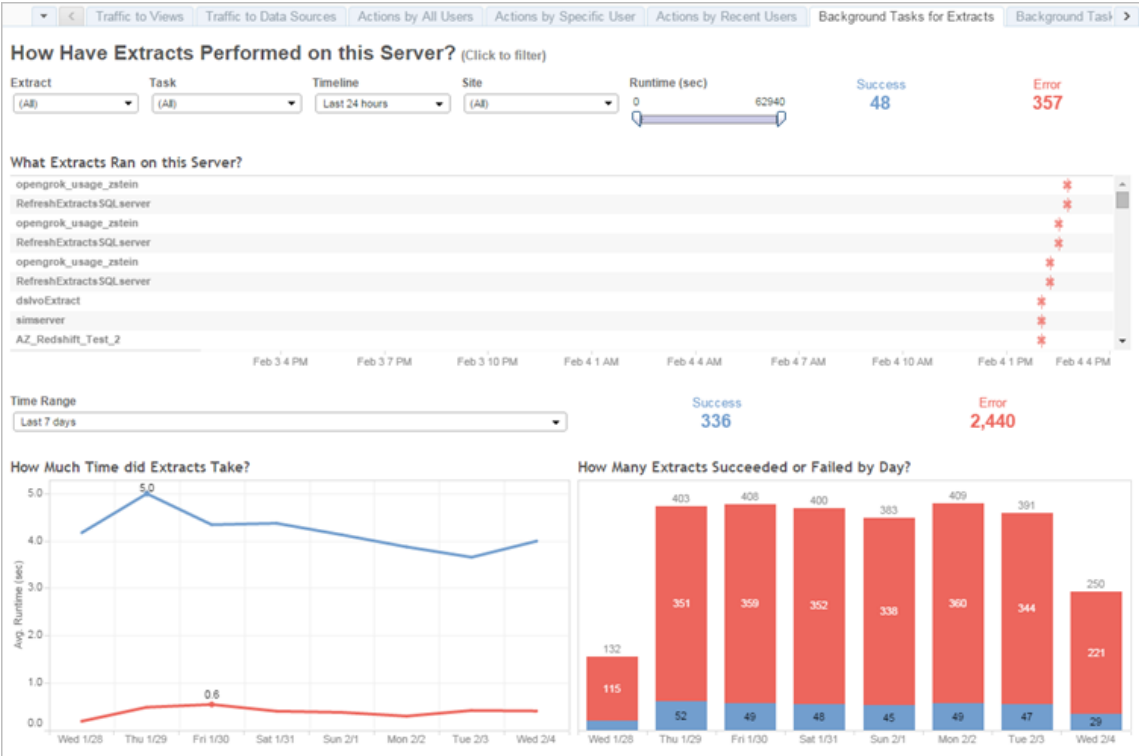 Traffic to Views Traffic to Data Sources Actions by All Users Actions by Specific User Actions by Recent Users Background Tasks for Extracts Background Task
How Have Extracts Performed on this Server? (Click to filter)
Extract Task Timeline Site Runtime (sec) Success Error
(All) (All) Last 24 hours (All) 0 62940 48 357
What Extracts Ran on this Server?
opengrok_usage_zstein
RefreshExtractsSQLserver
opengrok_usage_zstein
RefreshExtractsSQLserver
opengrok_usage_zstein
RefreshExtractsSQLserver
dslvoExtract
simserver
AZ_Redshift_Test_2
Feb 3 4 PM Feb 3 7 PM Feb 3 10 PM Feb 4 1 AM Feb 4 4 AM Feb 4 7 AM Feb 4 10 AM Feb 4 1 PM Feb 4 4 PM
Time Range Success Error
Last 7 days 336 2,440
How Much Time did Extracts Take?
5.0
5.0
4.0
3.0
2.0
1.0
0.6
0.0
Avg. Runtime (sec)
Wed 1/28 Thu 1/29 Fri 1/30 Sat 1/31 Sun 2/1 Mon 2/2 Tue 2/3 Wed 2/4
How Many Extracts Succeeded or Failed by Day?
132 403 408 400 383 409 391 250
115 351 359 352 338 360 344 221
52 49 48 45 49 47 29
Wed 1/28 Thu 1/29 Fri 1/30 Sat 1/31 Sun 2/1 Mon 2/2 Tue 2/3 Wed 2/4